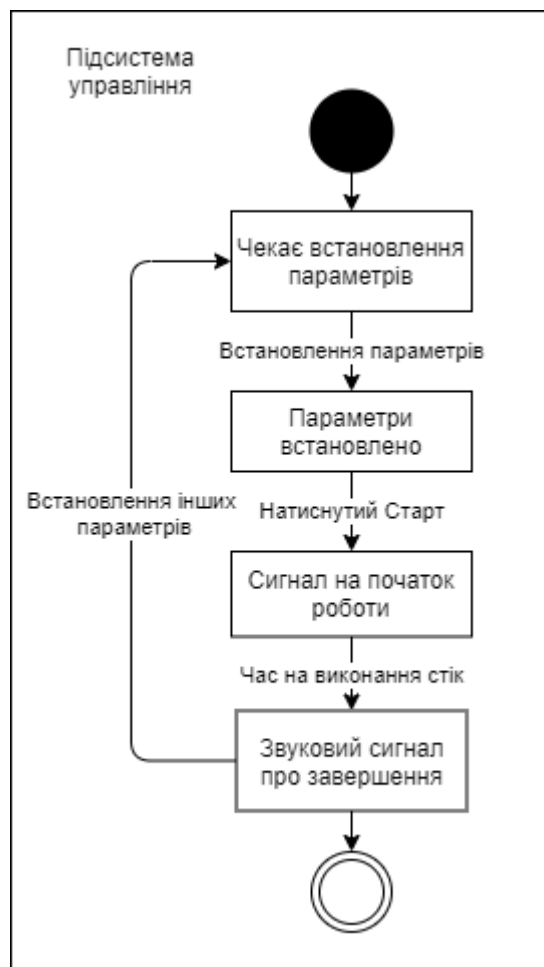 Підсистема
управління
Чекає встановлення
параметрів
Встановлення параметрів
Параметри
встановлено
Встановлення інших
параметрів
Натиснутий Старт
Сигнал на початок
роботи
Час на виконання стік
Звуковий сигнал
про завершення